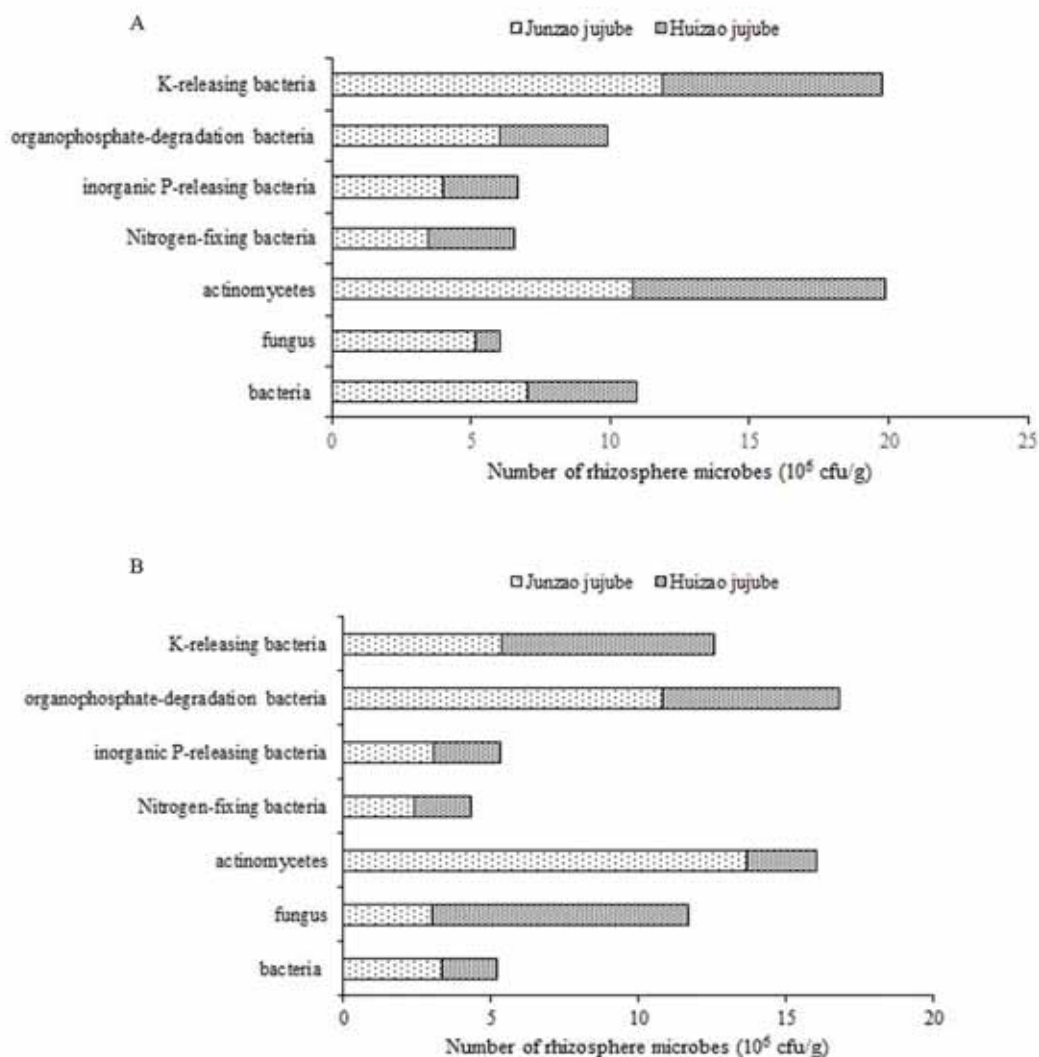 A
Junzao jujube Huizao jujube
K-releasing bacteria
organophosphate-degradation bacteria
inorganic P-releasing bacteria
Nitrogen-fixing bacteria
actinomycetes
fungus
bacteria
0 5 10 15 20 25
Number of rhizosphere microbes (10⁶ cfu/g)
B
Junzao jujube Huizao jujube
K-releasing bacteria
organophosphate-degradation bacteria
inorganic P-releasing bacteria
Nitrogen-fixing bacteria
actinomycetes
fungus
bacteria
0 5 10 15 20
Number of rhizosphere microbes (10⁶ cfu/g)